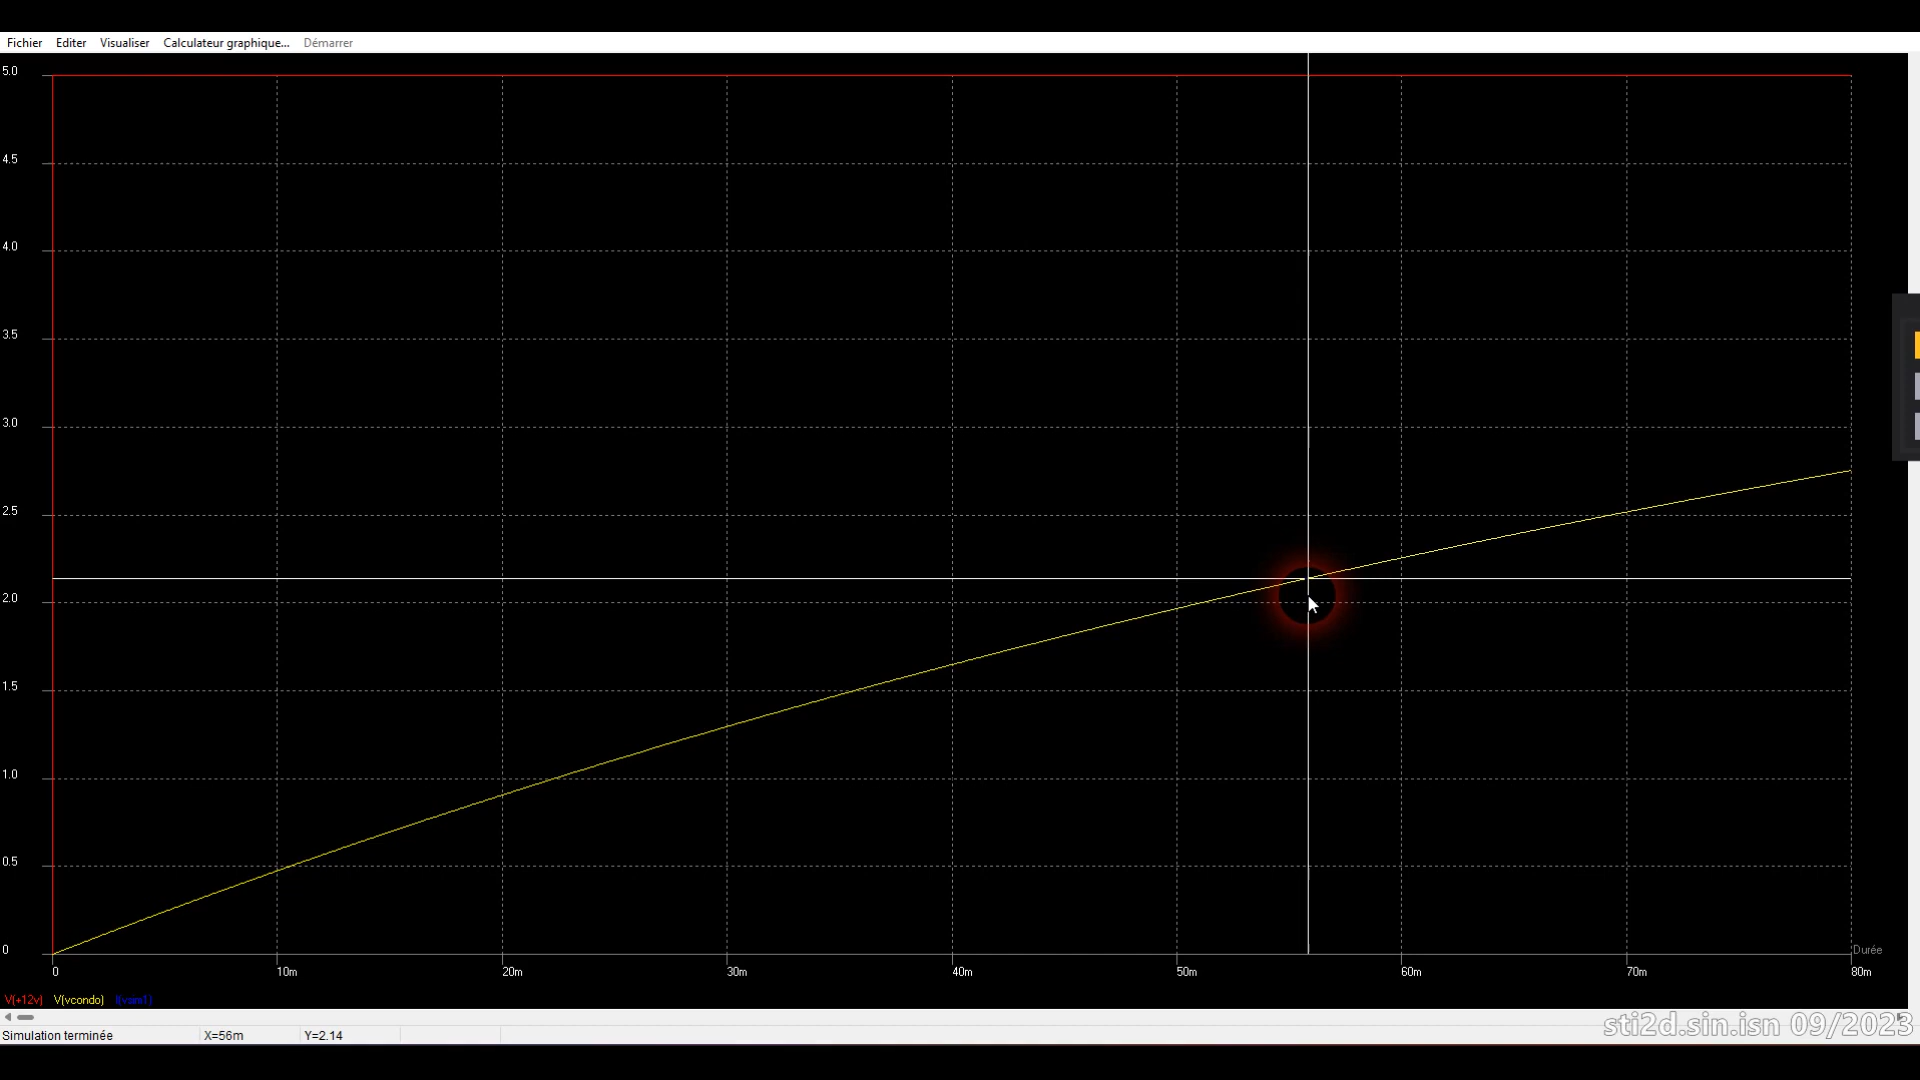 Fichier Editer Visualiser Calculateur graphique... Démarrer
5.0
4.5
4.0
3.5
3.0
2.5
2.0
1.5
1.0
0.5
0
Durée
0 10m 20m 30m 40m 50m 60m 70m 80m
V(+12v) V(vcondo) I(vam1)
Simulation terminée X=56m Y=2.14
sti2d.sin.isn 09/2023